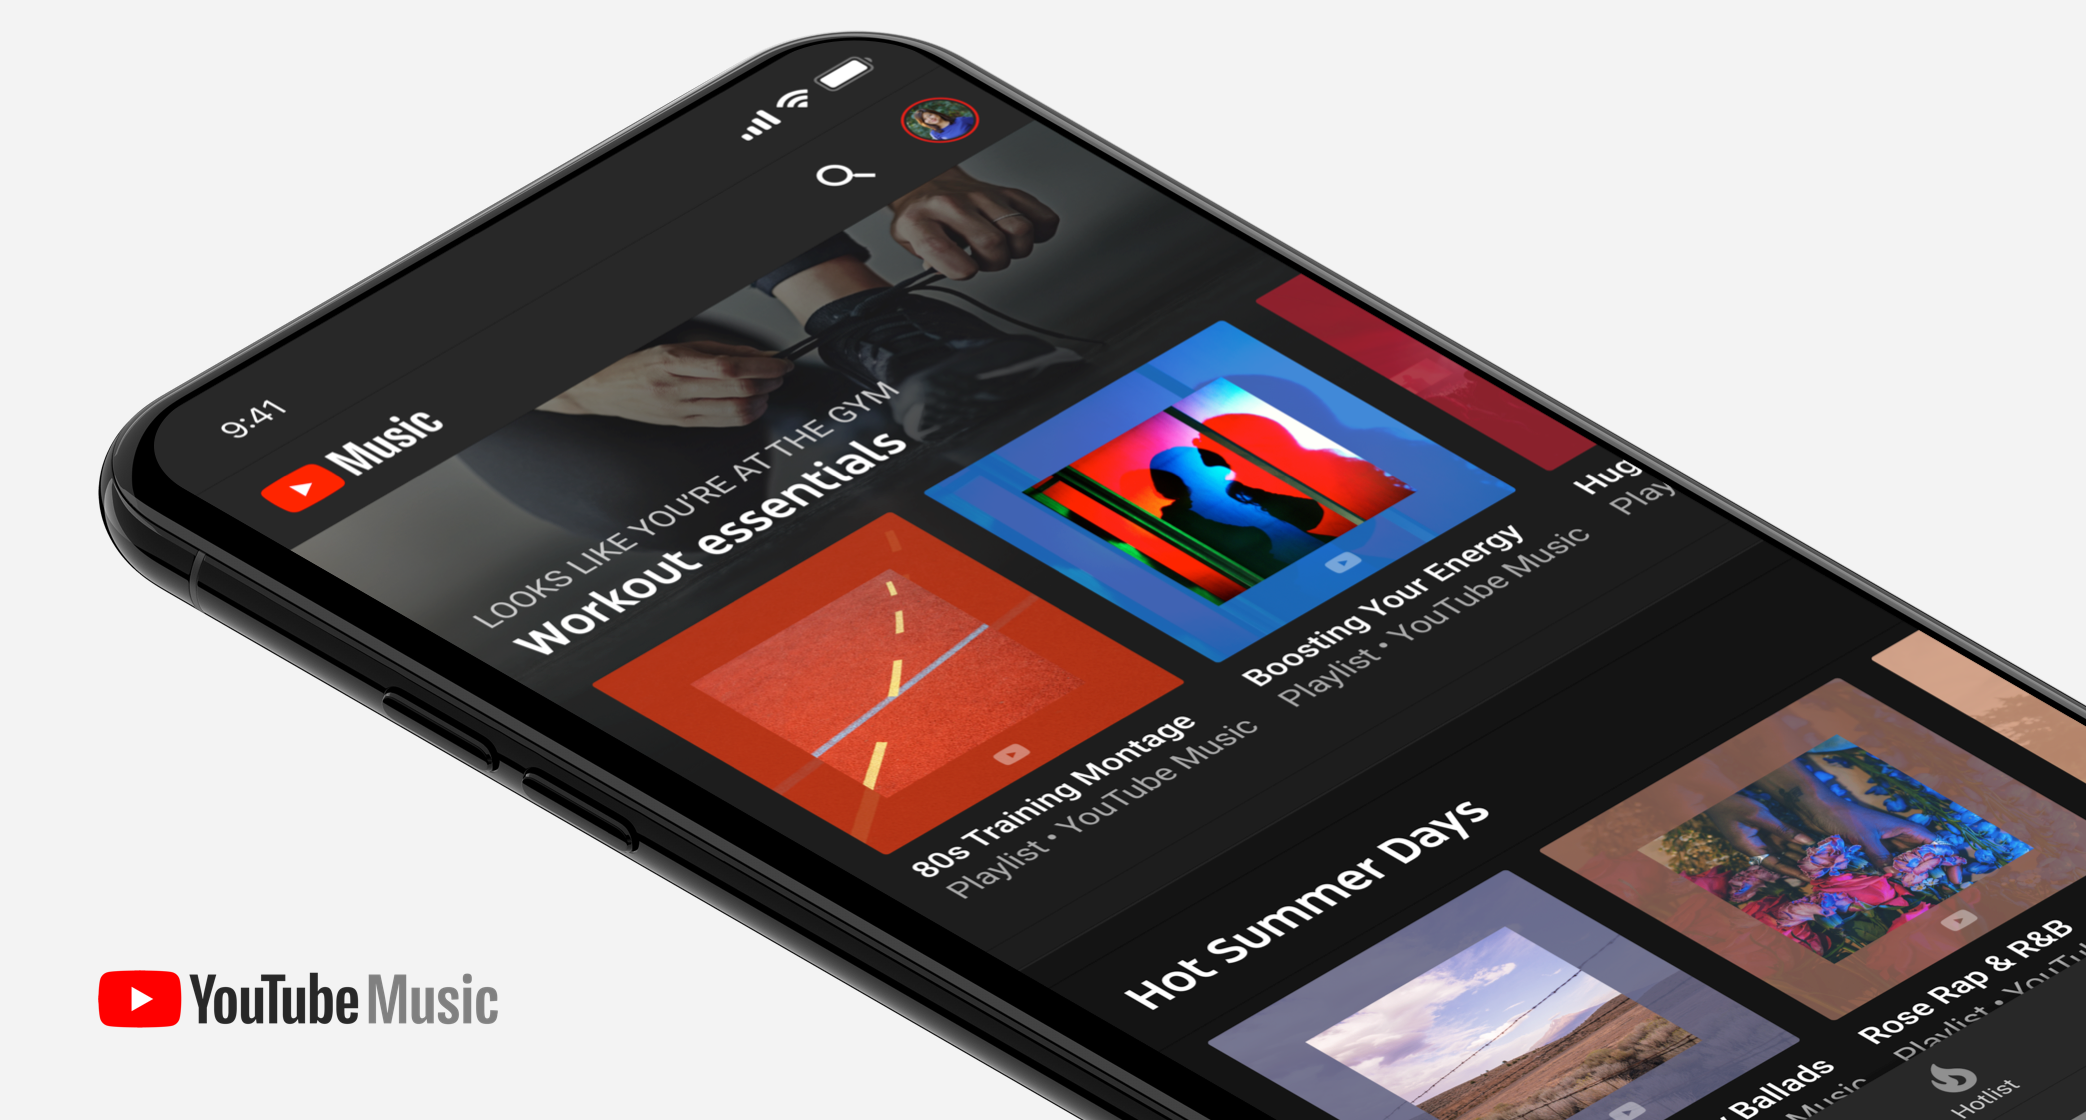 9:41
Music
LOOKS LIKE YOU'RE AT THE GYM
Workout essentials
80s Training Montage
Playlist • YouTube Music
Boosting Your Energy
Playlist • YouTube Music
Hug
Play
Hot Summer Days
Ballads
Music
Rose Rap & R&B
Playlist • YouTu
Hotlist
YouTube Music